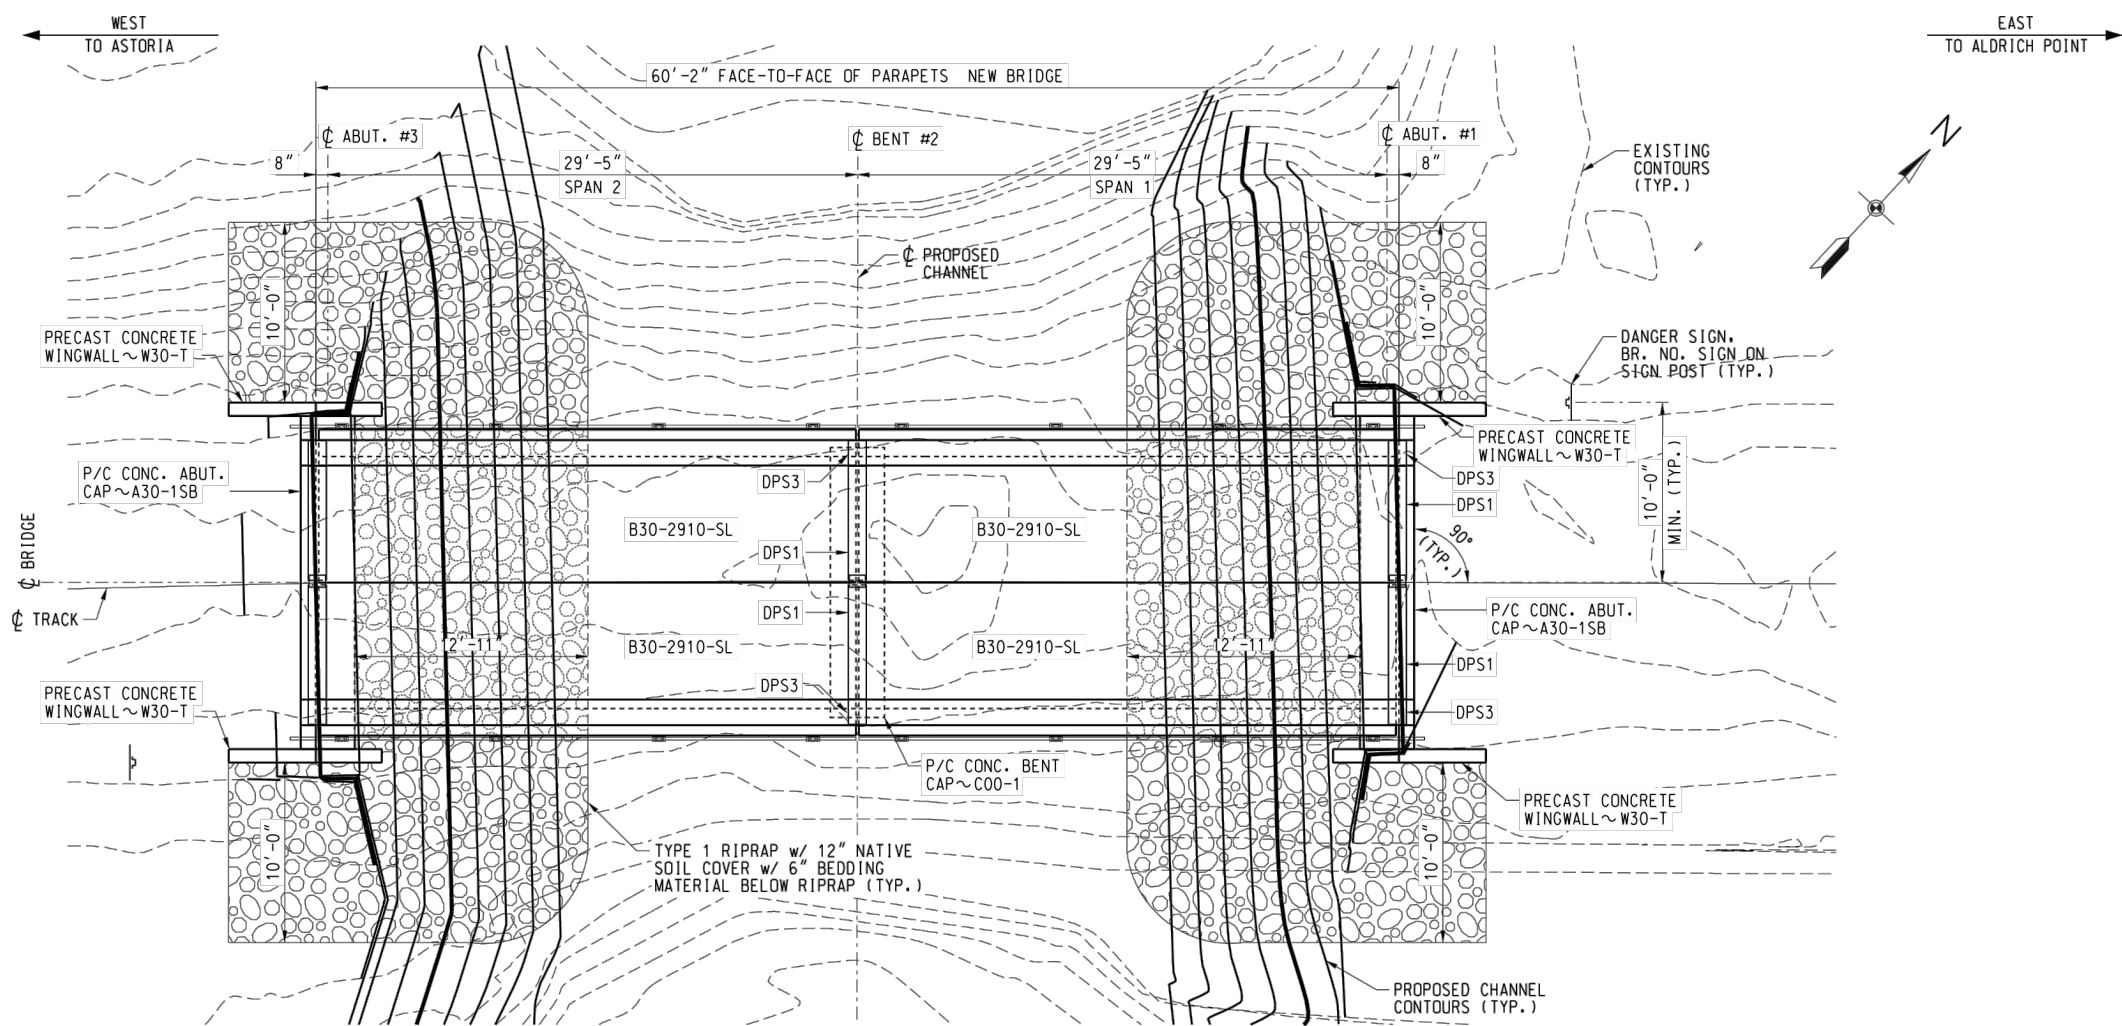 WEST
TO ASTORIA
EAST
TO ALDRICH POINT
60'-2" FACE-TO-FACE OF PARAPETS NEW BRIDGE
℄ ABUT. #3
℄ BENT #2
℄ ABUT. #1
8"
29'-5"
SPAN 2
29'-5"
SPAN 1
8"
N
EXISTING
CONTOURS
(TYP.)
℄ PROPOSED
CHANNEL
10'-0"
10'-0"
PRECAST CONCRETE
WINGWALL~W30-T
DANGER SIGN,
BR. NO. SIGN ON
SIGN POST (TYP.)
PRECAST CONCRETE
WINGWALL~W30-T
P/C CONC. ABUT.
CAP~A30-1SB
DPS3
DPS3
DPS1
10'-0"
MIN. (TYP.)
B30-2910-SL
B30-2910-SL
DPS1
90°
(TYP.)
℄ BRIDGE
℄ TRACK
DPS1
P/C CONC. ABUT.
CAP~A30-1SB
12'-11"
B30-2910-SL
B30-2910-SL
12'-11"
DPS1
DPS3
DPS3
PRECAST CONCRETE
WINGWALL~W30-T
P/C CONC. BENT
CAP~C00-1
PRECAST CONCRETE
WINGWALL~W30-T
10'-0"
10'-0"
TYPE 1 RIPRAP w/ 12" NATIVE
SOIL COVER w/ 6" BEDDING
MATERIAL BELOW RIPRAP (TYP.)
PROPOSED CHANNEL
CONTOURS (TYP.)